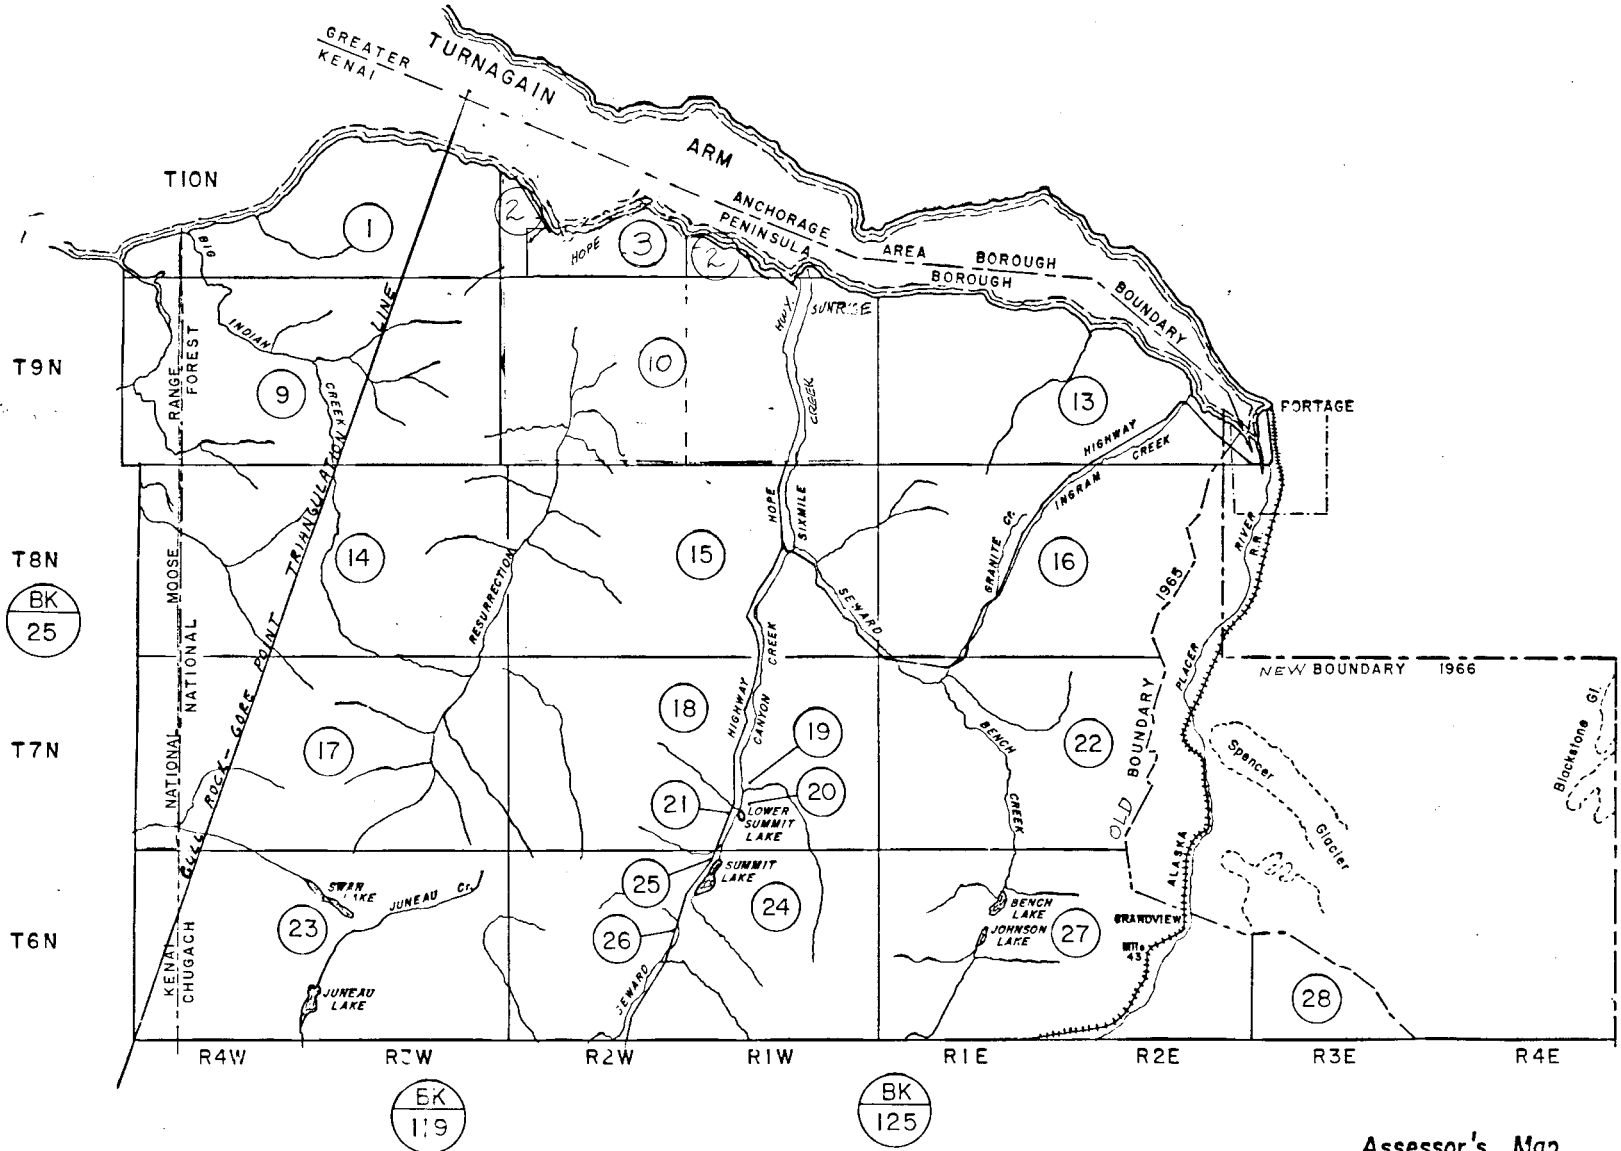 GREATER
KENAI
TURNAGAIN
ARM
ANCHORAGE
PENINSULA
AREA BOROUGH
BOROUGH
BOUNDARY
TION
1
2
3
2
HOPE
BIG
INDIAN
CREEK
LINE
HWY.
SUNRISE
CREEK
T9N
RANGE
FOREST
9
10
13
PORTAGE
HIGHWAY
INGRAM CREEK
TRIANGULATION
T8N
BK
25
MOOSE
NATIONAL
14
RESURRECTION
15
HOPE
SIXMILE
SEWARD
GRANITE Cr.
16
1965
RIVER
R.R.
PLACER
NEW BOUNDARY 1966
POINT
GULL ROCK - GORE
T7N
NATIONAL
17
18
HIGHWAY
CANYON CREEK
19
20
21
LOWER
SUMMIT
LAKE
BENCH
CREEK
22
OLD BOUNDARY
Spencer
Glacier
Blackstone Gl.
ALASKA
T6N
KENAI
CHUGACH
23
SWAN
LAKE
JUNEAU Cr.
JUNEAU
LAKE
25
SUMMIT
LAKE
24
26
SEWARD
BENCH
LAKE
JOHNSON
LAKE
27
GRANDVIEW
43
28
R4W
R3W
R2W
R1W
R1E
R2E
R3E
R4E
BK
119
BK
125
Assessor's Map